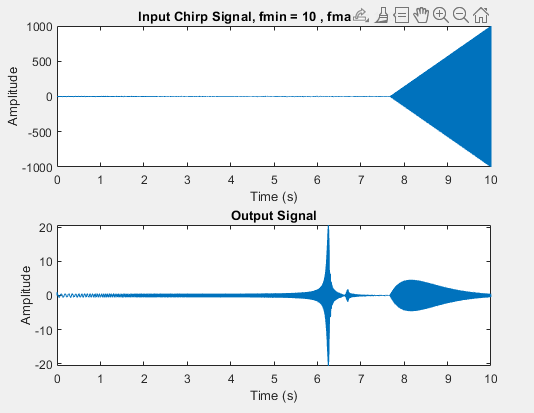 Input Chirp Signal, fmin = 10 , fma
1000
500
0
-500
-1000
Amplitude
0 1 2 3 4 5 6 7 8 9 10
Time (s)
Output Signal
20
10
0
-10
-20
Amplitude
0 1 2 3 4 5 6 7 8 9 10
Time (s)